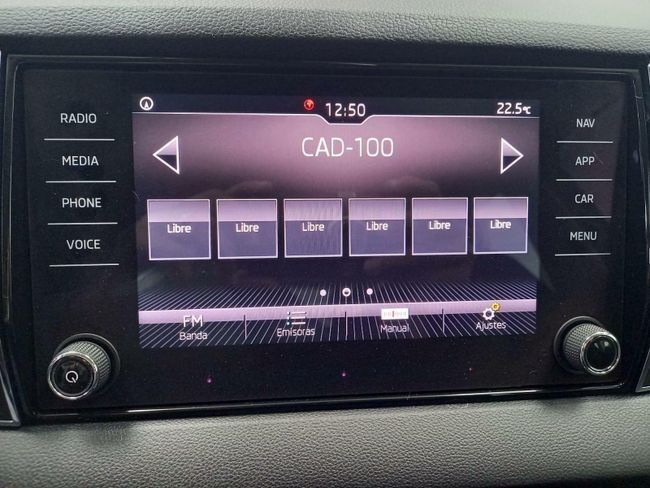 12:50
22.5°C
RADIO
MEDIA
PHONE
VOICE
CAD-100
NAV
APP
CAR
MENU
Libre Libre Libre Libre Libre Libre
FM
Banda
Emisoras
Manual
Ajustes